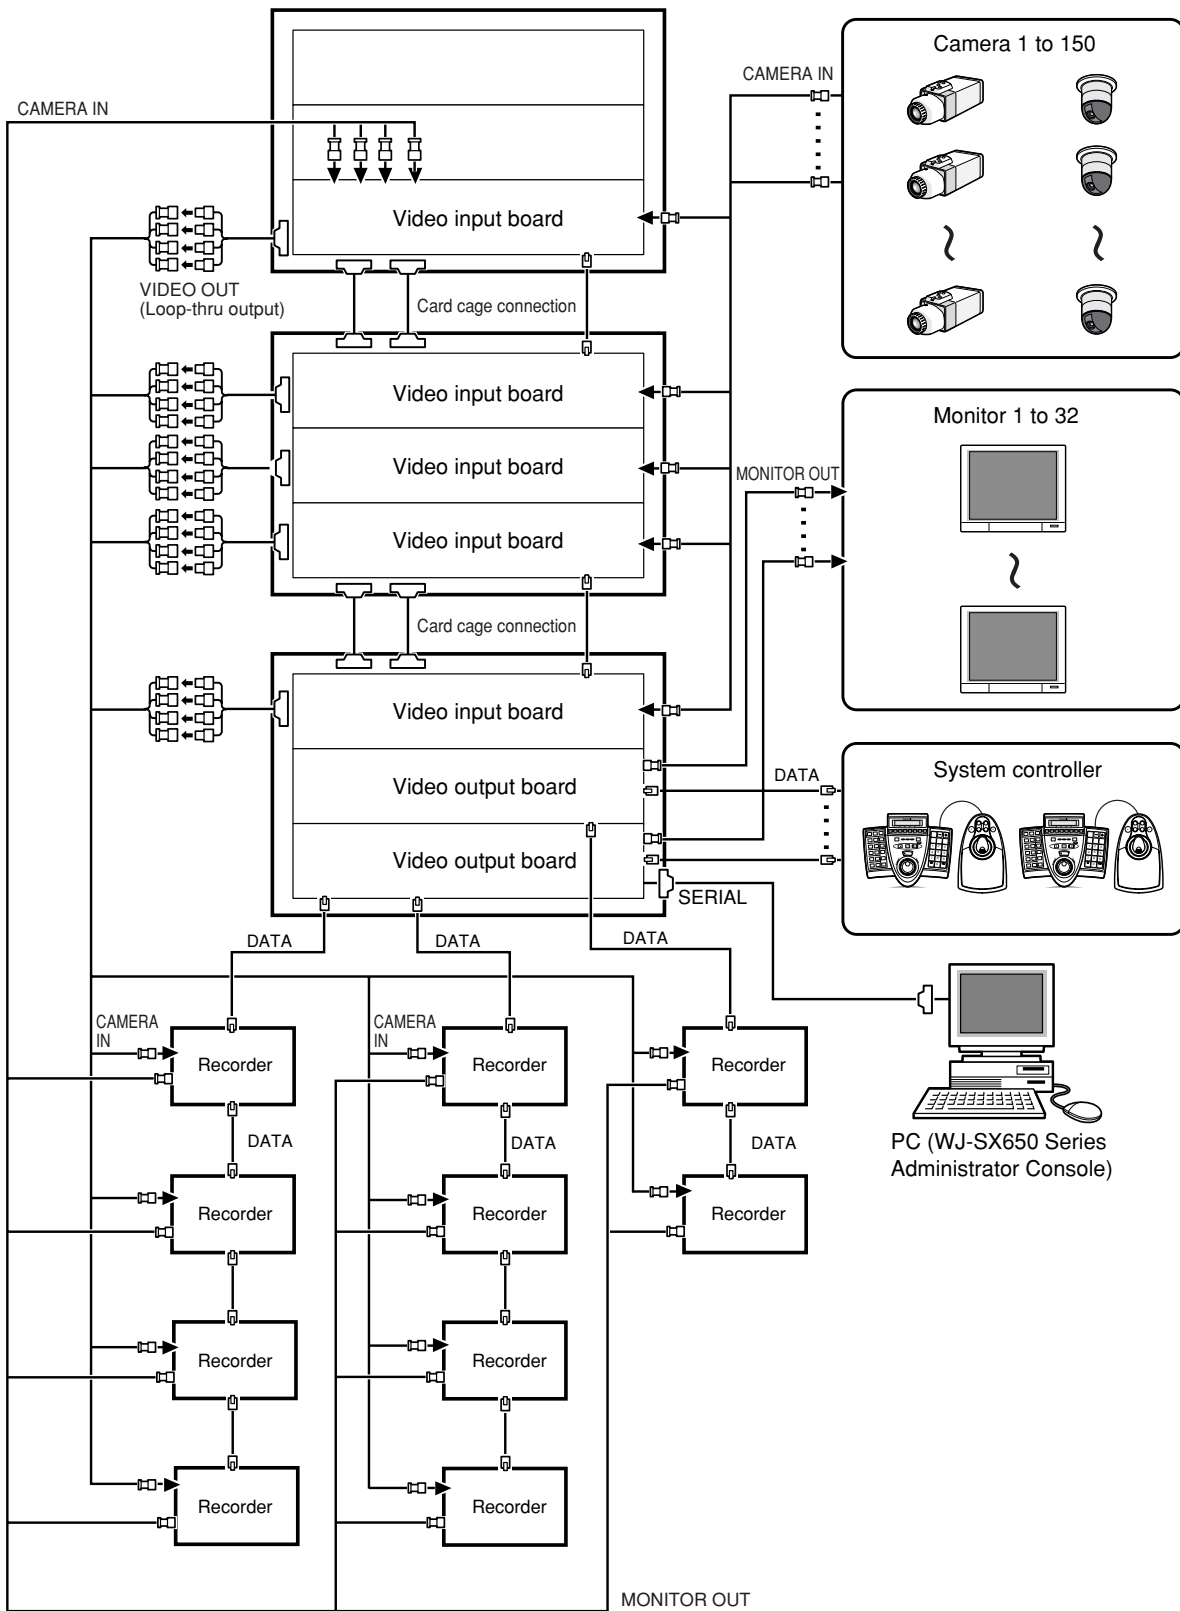 Camera 1 to 150
CAMERA IN
CAMERA IN
Video input board
VIDEO OUT
(Loop-thru output)
Card cage connection
Video input board
Video input board
Video input board
Monitor 1 to 32
MONITOR OUT
Card cage connection
Video input board
Video output board
Video output board
DATA
System controller
SERIAL
DATA
DATA
DATA
CAMERA
IN
CAMERA
IN
Recorder
Recorder
Recorder
DATA
DATA
DATA
PC (WJ-SX650 Series
Administrator Console)
Recorder
Recorder
Recorder
Recorder
Recorder
Recorder
Recorder
MONITOR OUT